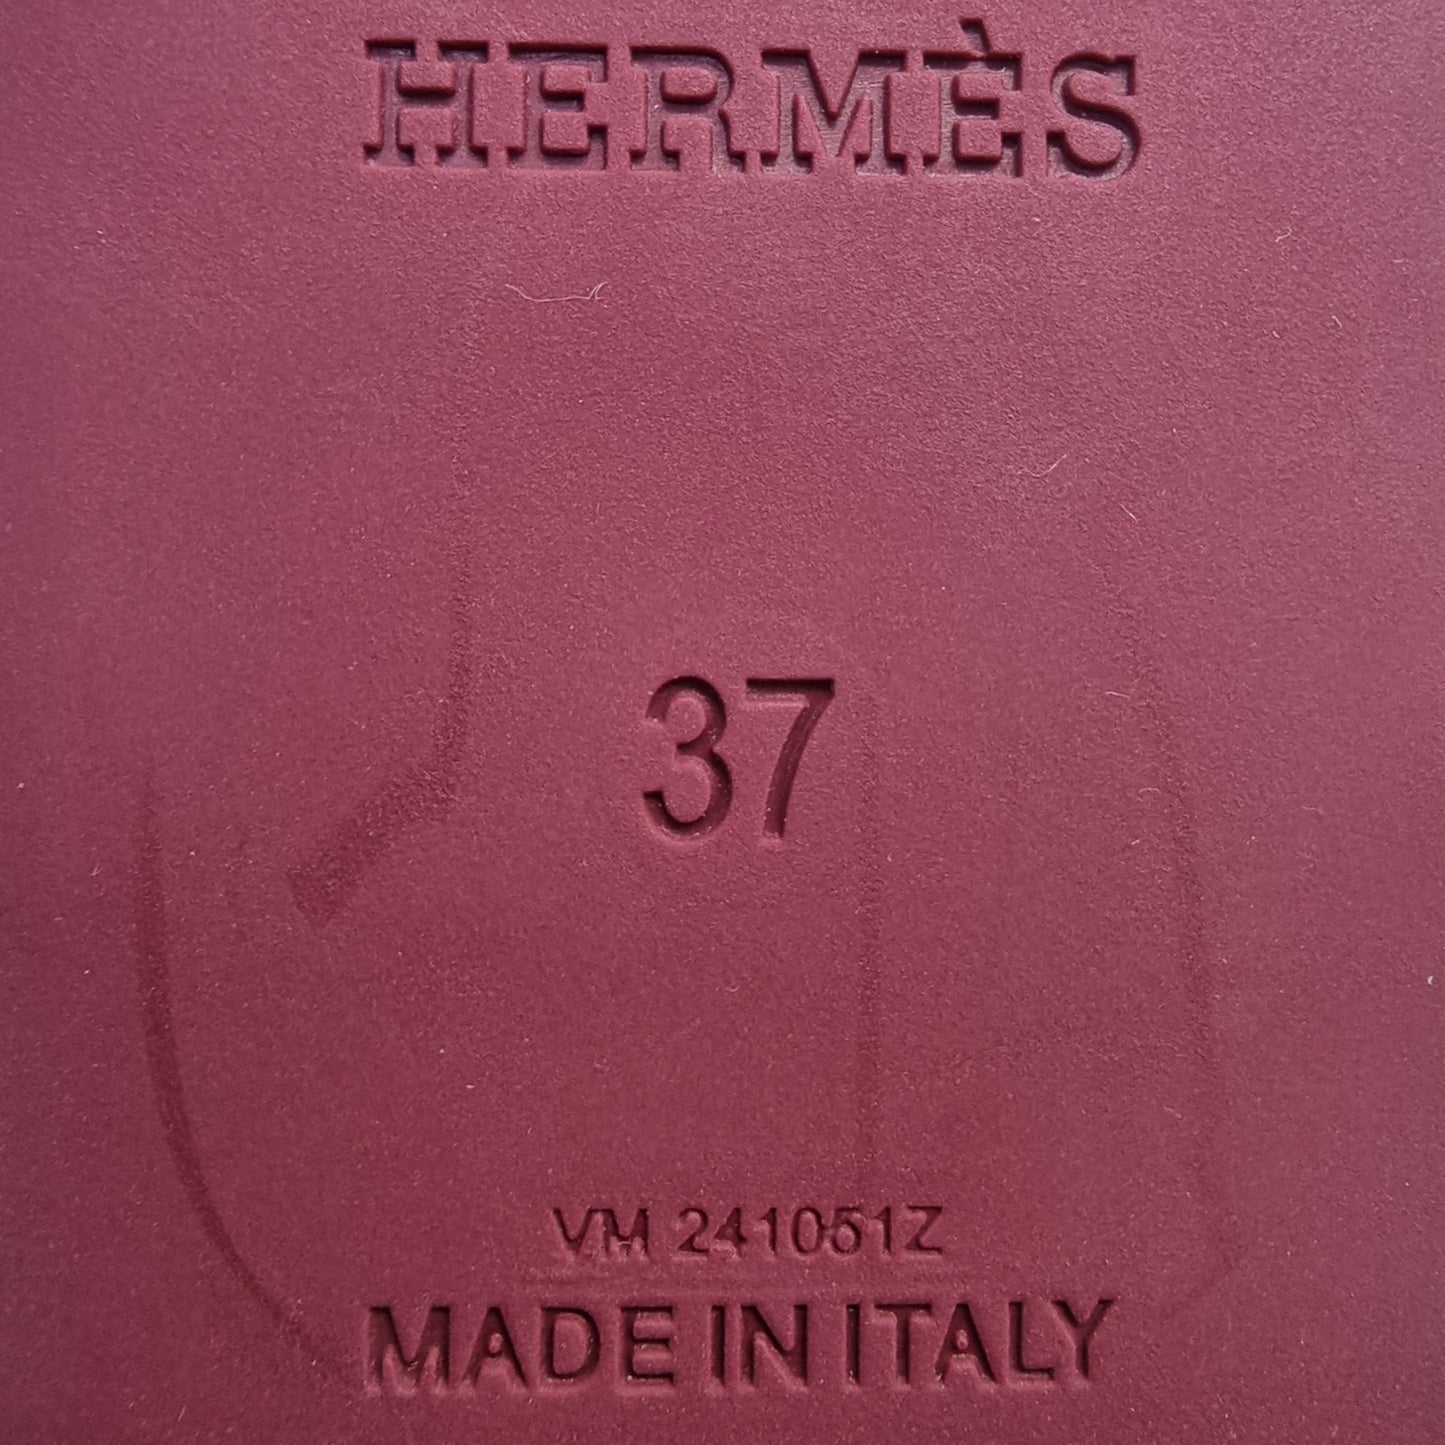 HERMÈS
37
VM 241051Z
MADE IN ITALY